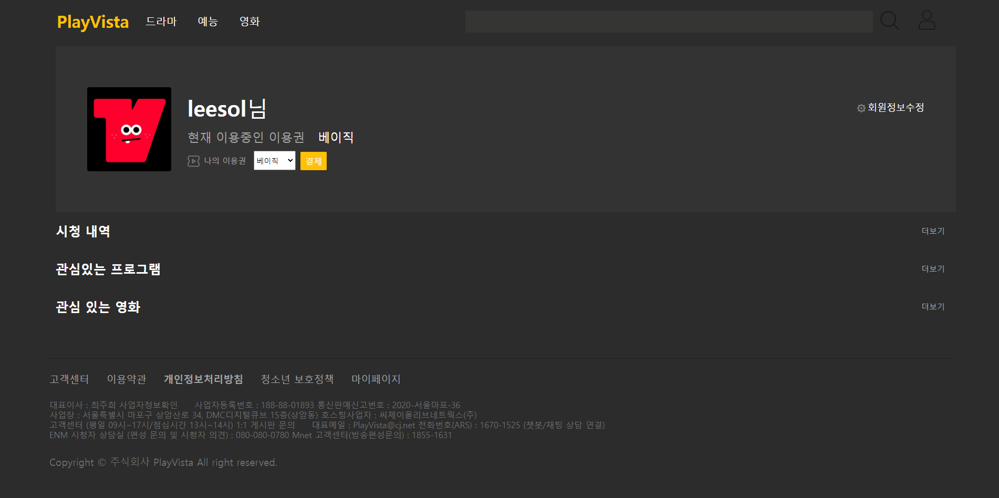 PlayVista 드라마 예능 영화
leesol님
회원정보수정
현재 이용중인 이용권 베이직
나의 이용권 베이직 결제
시청 내역 더보기
관심있는 프로그램 더보기
관심 있는 영화 더보기
고객센터 이용약관 개인정보처리방침 청소년 보호정책 마이페이지
대표이사 : 최주희 사업자정보확인 사업자등록번호 : 188-88-01893 통신판매신고번호 : 2020-서울마포-36
사업장 : 서울특별시 마포구 상암산로 34, DMC디지털큐브 15층(상암동) 호스팅사업자 : 씨제이올리브네트웍스(주)
고객센터 (평일 09시~17시/점심시간 13시~14시) 1:1 게시판 문의 대표메일 : PlayVista@cj.net 전화번호(ARS) : 1670-1525 (챗봇/채팅 상담 연결)
ENM 시청자 상담실 (편성 문의 및 시청자 의견) : 080-080-0780 Mnet 고객센터(방송편성문의) : 1855-1631
Copyright © 주식회사 PlayVista All right reserved.